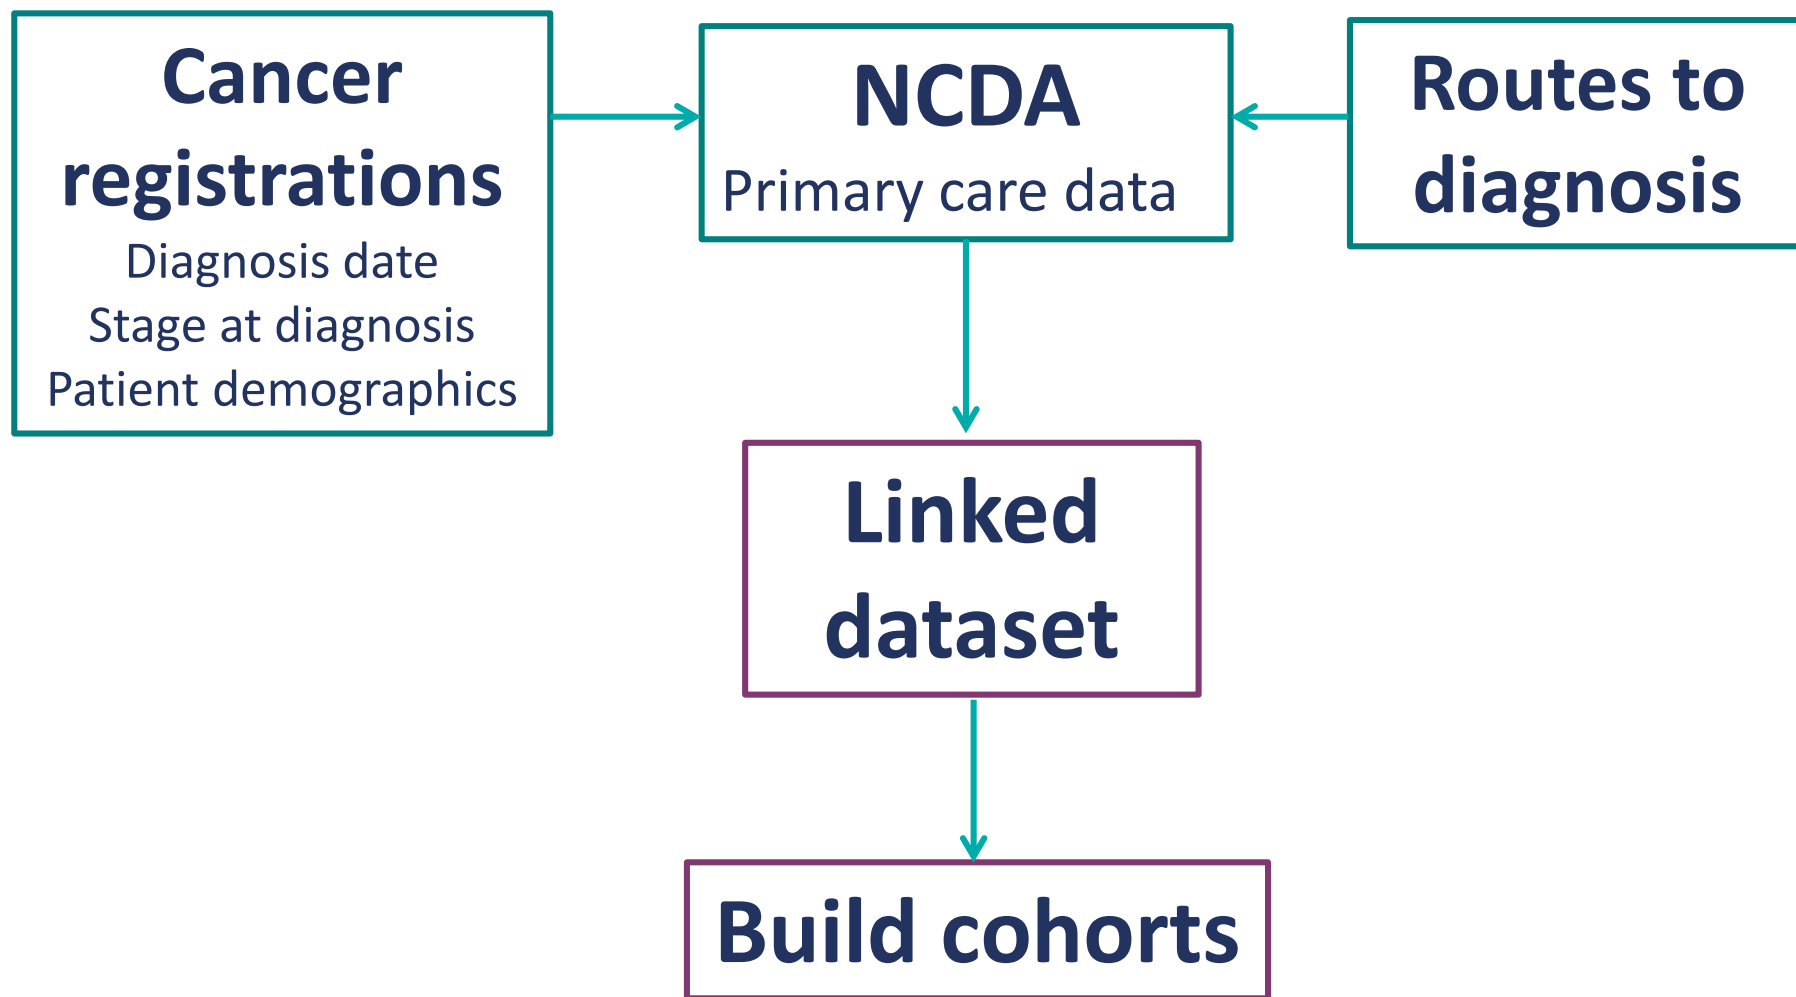 Cancer
registrations
Diagnosis date
Stage at diagnosis
Patient demographics
NCDA
Primary care data
Routes to
diagnosis
Linked
dataset
Build cohorts